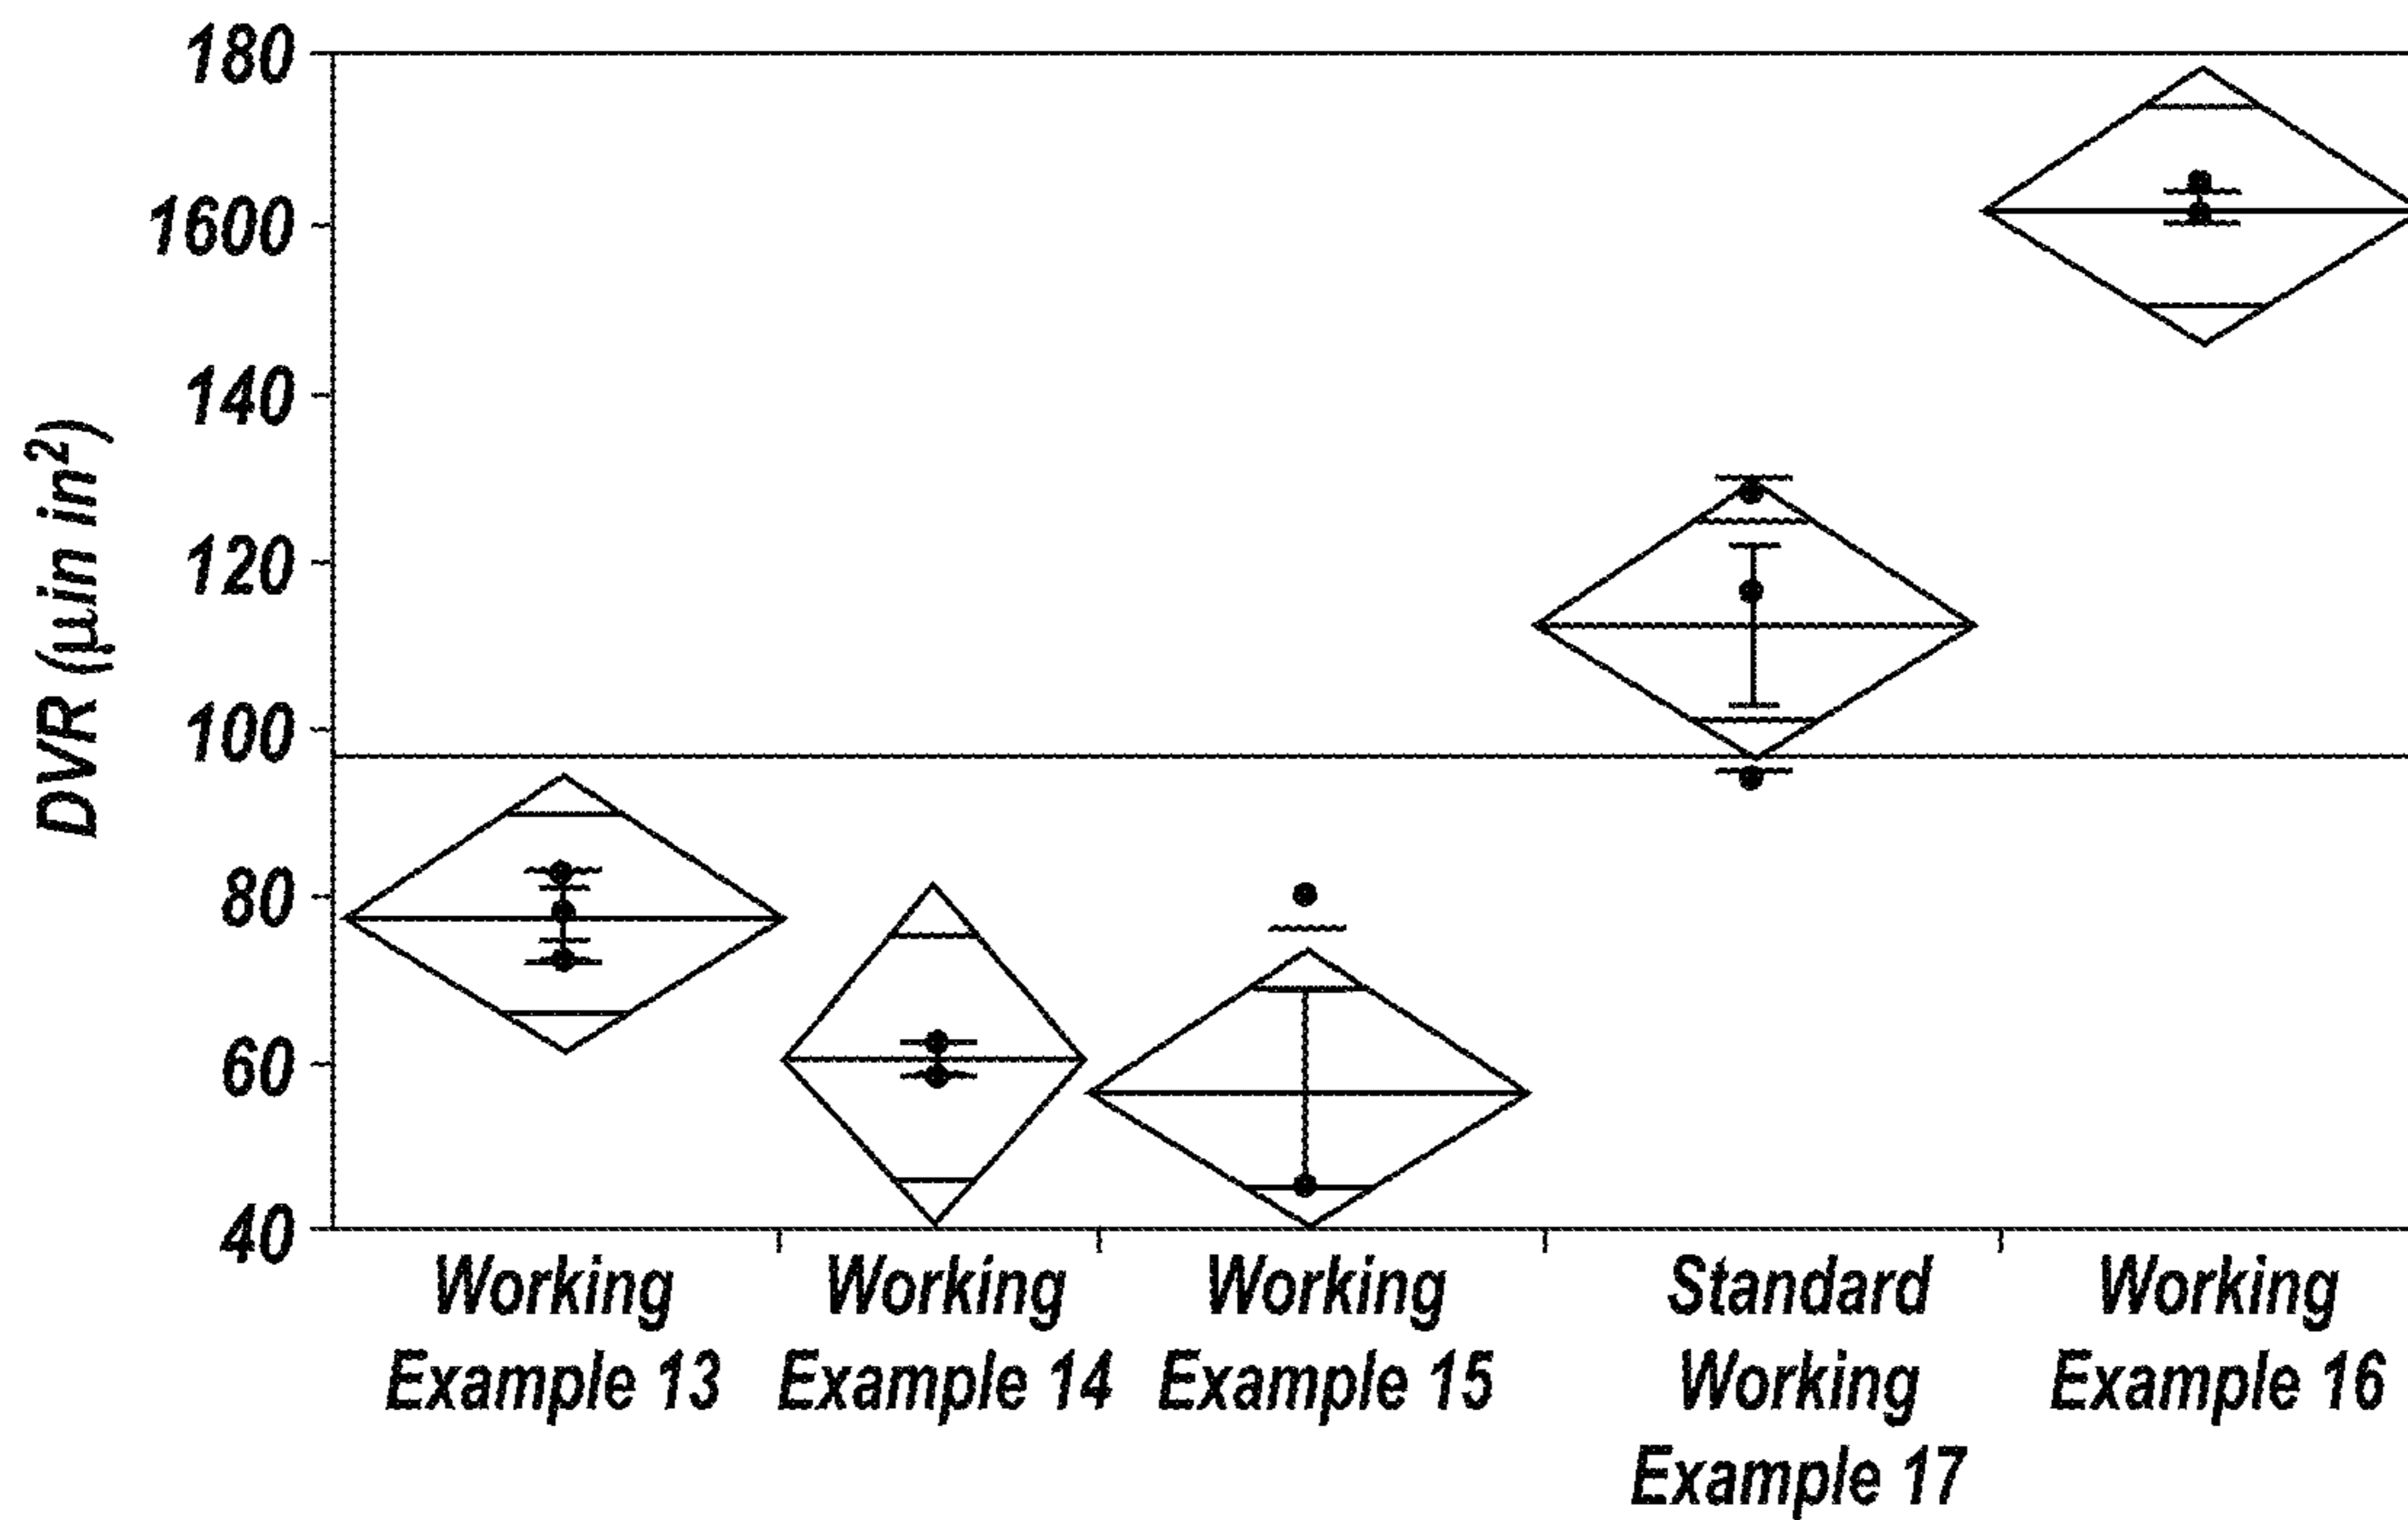 180
1600
140
120
100
80
60
40
DVR (µin in²)
Working
Example 13
Working
Example 14
Working
Example 15
Standard
Working
Example 17
Working
Example 16